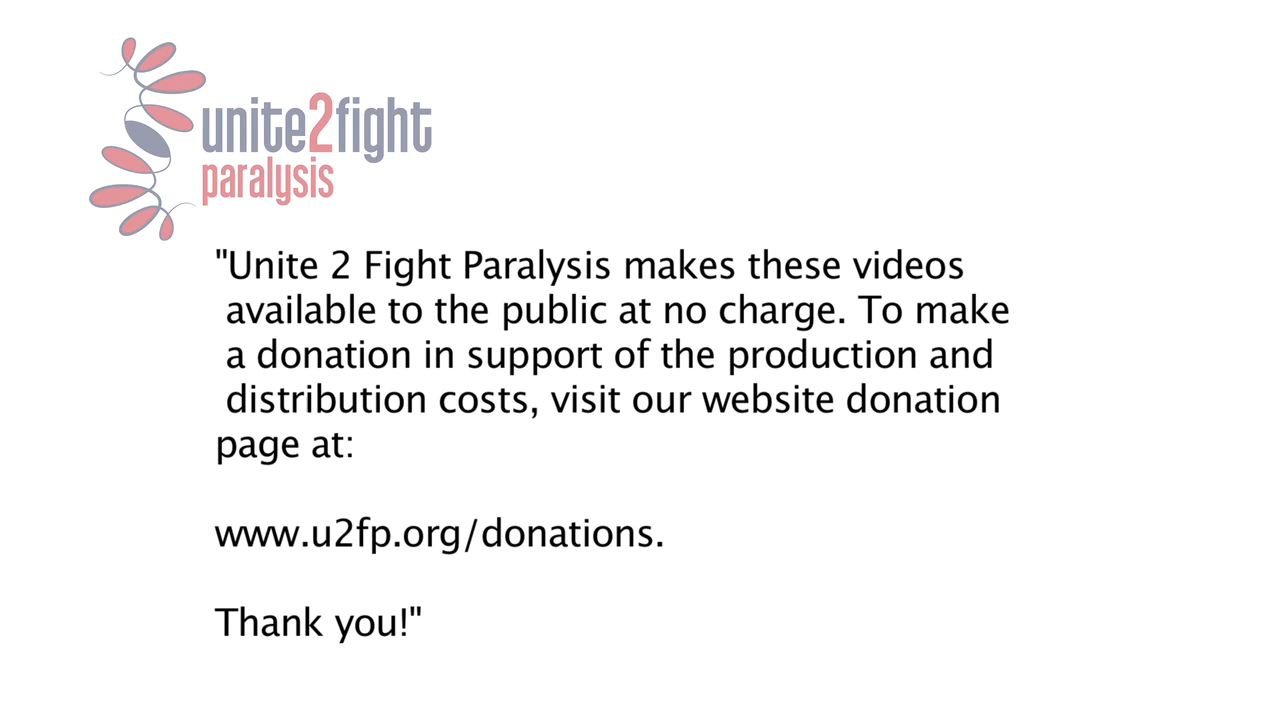 unite2fight
paralysis
"Unite 2 Fight Paralysis makes these videos
available to the public at no charge. To make
a donation in support of the production and
distribution costs, visit our website donation
page at:
www.u2fp.org/donations.
Thank you!"